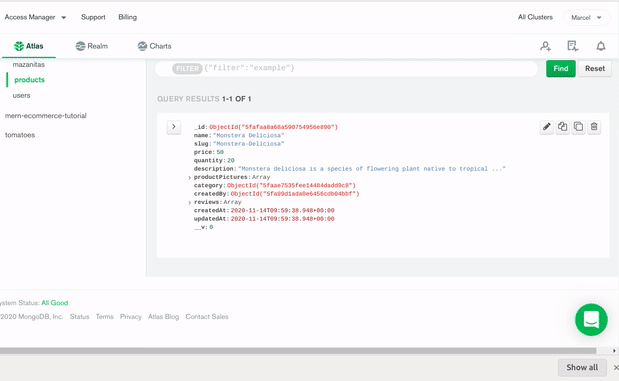 Access Manager Support Billing All Clusters Marcel
Atlas Realm Charts
mazanitas
products
users
mern-ecommerce-tutorial
tomatoes
FILTER {"filter":"example"} Find Reset
QUERY RESULTS 1-1 OF 1
_id:ObjectId("5fafaa8a68a590754956e890")
name:"Monstera Deliciosa"
slug:"Monstera-Deliciosa"
price:50
quantity:20
description:"Monstera deliciosa is a species of flowering plant native to tropical ..."
productPictures:Array
category:ObjectId("5faae7535fee14484dadd9c8")
createdBy:ObjectId("5fa99d1ada0e6456cdb04bbf")
reviews:Array
createdAt:2020-11-14T09:59:38.948+00:00
updatedAt:2020-11-14T09:59:38.948+00:00
__v:0
ystem Status: All Good
2020 MongoDB, Inc. Status Terms Privacy Atlas Blog Contact Sales
Show all